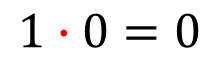 1 · 0 = 0